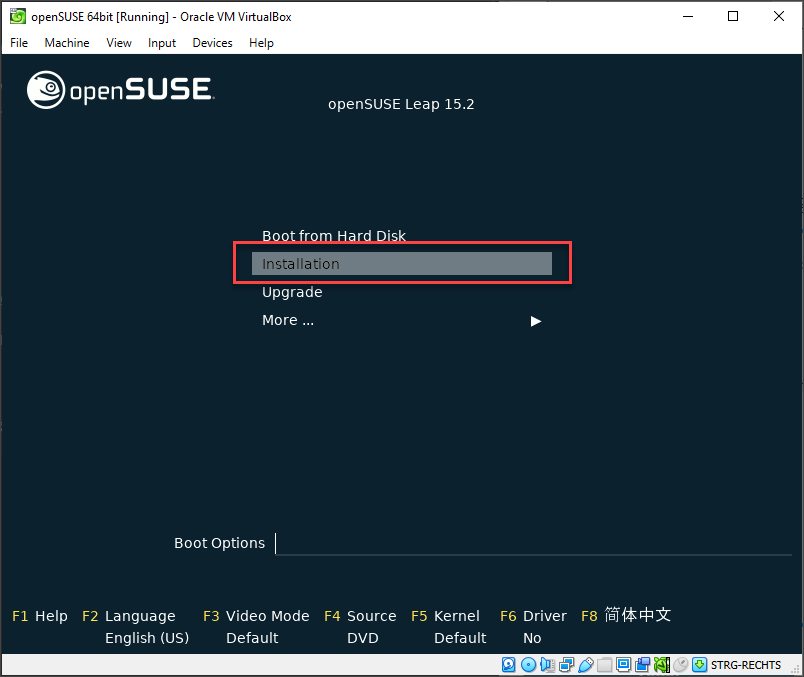 openSUSE 64bit [Running] - Oracle VM VirtualBox
File Machine View Input Devices Help
openSUSE
openSUSE Leap 15.2
Boot from Hard Disk
Installation
Upgrade
More ...
Boot Options
F1 Help F2 Language F3 Video Mode F4 Source F5 Kernel F6 Driver F8 简体中文
English (US) Default DVD Default No
STRG-RECHTS